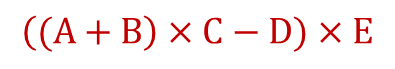 ((A + B) × C − D) × E